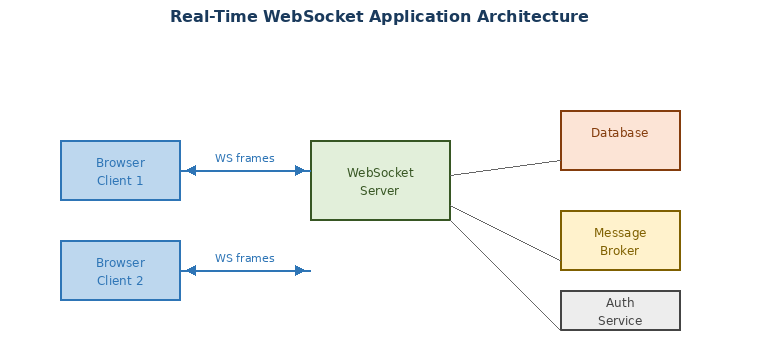 Real-Time WebSocket Application Architecture
Browser
Client 1
WS frames
WebSocket
Server
Database
Browser
Client 2
WS frames
Message
Broker
Auth
Service